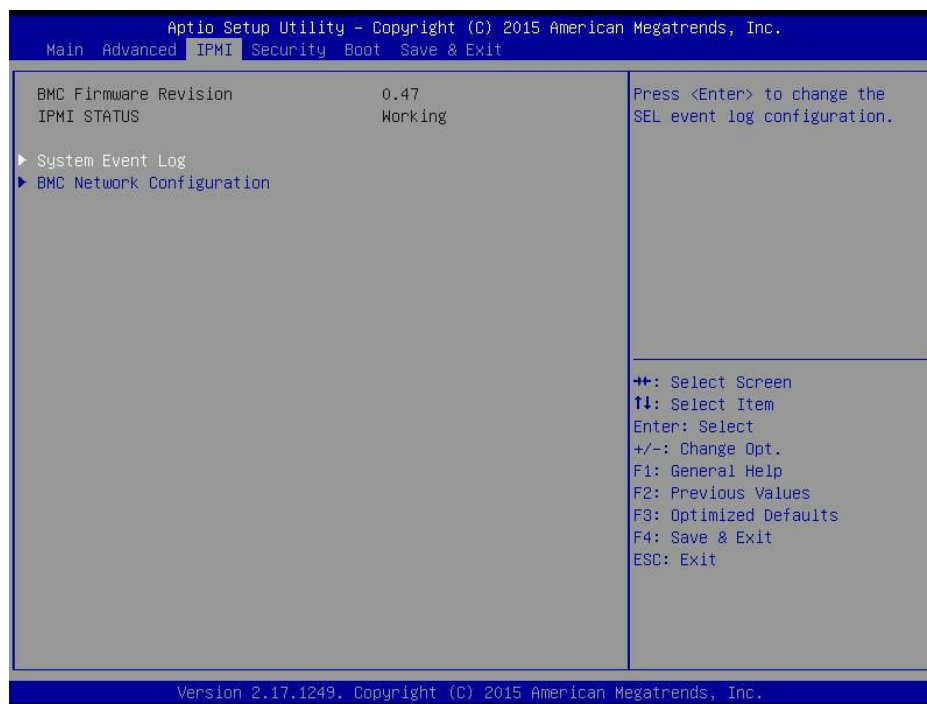 Aptio Setup Utility – Copyright (C) 2015 American Megatrends, Inc.
Main Advanced IPMI Security Boot Save & Exit
BMC Firmware Revision 0.47
IPMI STATUS Working
System Event Log
BMC Network Configuration
Press <Enter> to change the
SEL event log configuration.
→←: Select Screen
↑↓: Select Item
Enter: Select
+/-: Change Opt.
F1: General Help
F2: Previous Values
F3: Optimized Defaults
F4: Save & Exit
ESC: Exit
Version 2.17.1249. Copyright (C) 2015 American Megatrends, Inc.